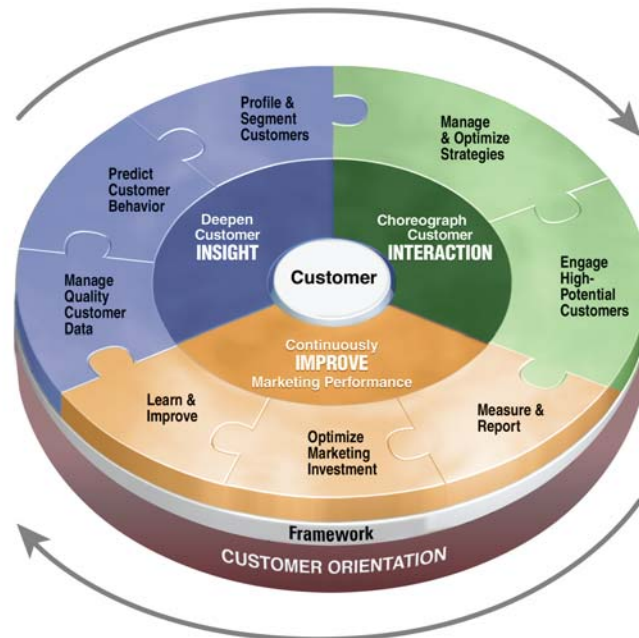 Profile &
Segment
Customers
Manage
& Optimize
Strategies
Predict
Customer
Behavior
Deepen
Customer
INSIGHT
Choreograph
Customer
INTERACTION
Engage
High-
Potential
Customers
Manage
Quality
Customer
Data
Customer
Continuously
IMPROVE
Marketing Performance
Learn &
Improve
Optimize
Marketing
Investment
Measure &
Report
Framework
CUSTOMER ORIENTATION